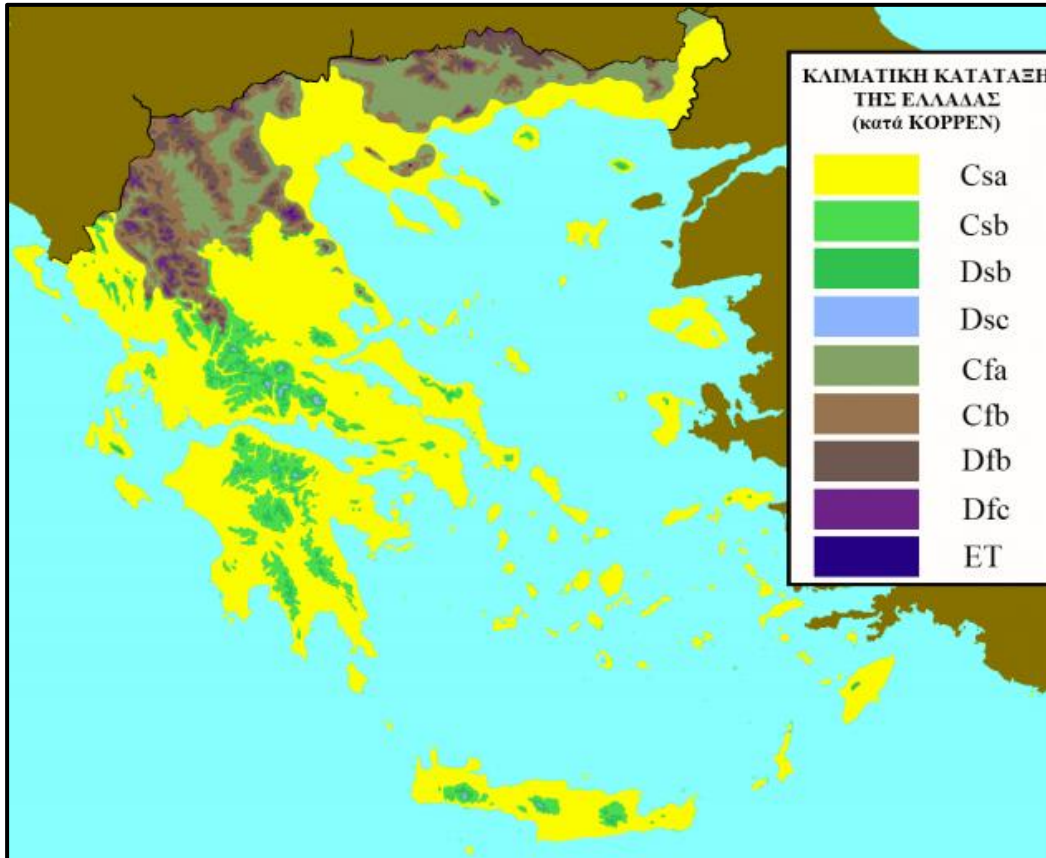 ΚΛΙΜΑΤΙΚΗ ΚΑΤΑΤΑΞΗ
ΤΗΣ ΕΛΛΑΔΑΣ
(κατά KOPPEN)
Csa
Csb
Dsb
Dsc
Cfa
Cfb
Dfb
Dfc
ET